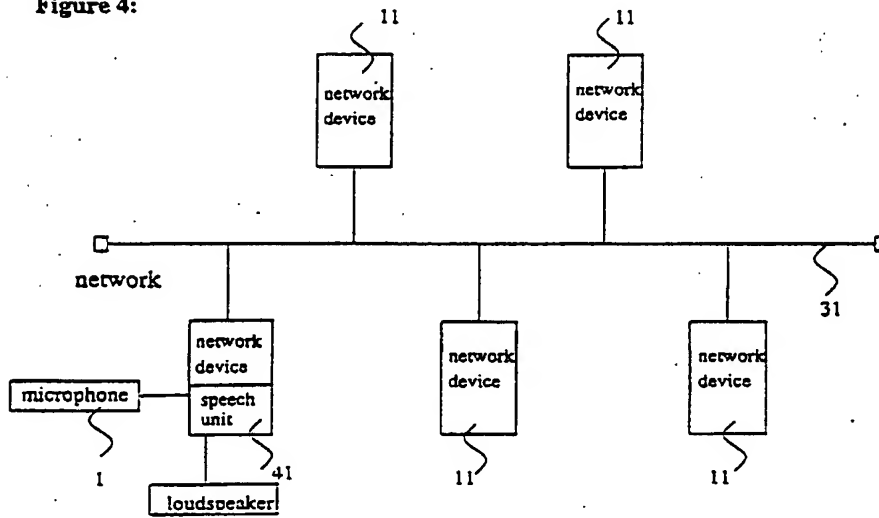 Figure 4:
11
11
network
device
network
device
network
31
network
device
speech
unit
microphone
1
41
loudspeaker
network
device
11
network
device
11